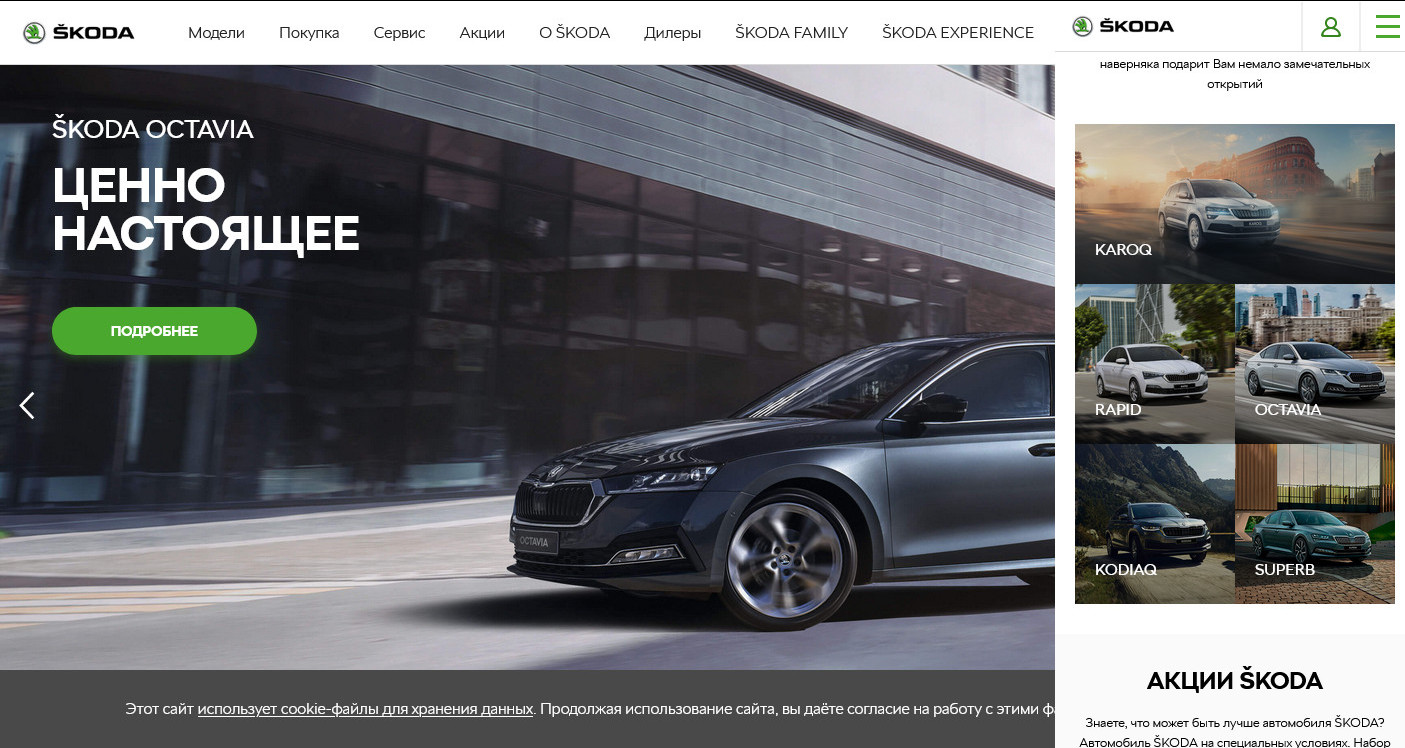 ŠKODA
Модели
Покупка
Сервис
Акции
О ŠKODA
Дилеры
ŠKODA FAMILY
ŠKODA EXPERIENCE
ŠKODA OCTAVIA
ЦЕННО
НАСТОЯЩЕЕ
ПОДРОБНЕЕ
OCTAVIA
Этот сайт использует cookie-файлы для хранения данных. Продолжая использование сайта, вы даёте согласие на работу с этими
ŠKODA
наверняка подарит Вам немало замечательных
открытий
KAROQ
RAPID
OCTAVIA
KODIAQ
SUPERB
АКЦИИ ŠKODA
Знаете, что может быть лучше автомобиля ŠKODA?
Автомобиль ŠKODA на специальных условиях. Набор